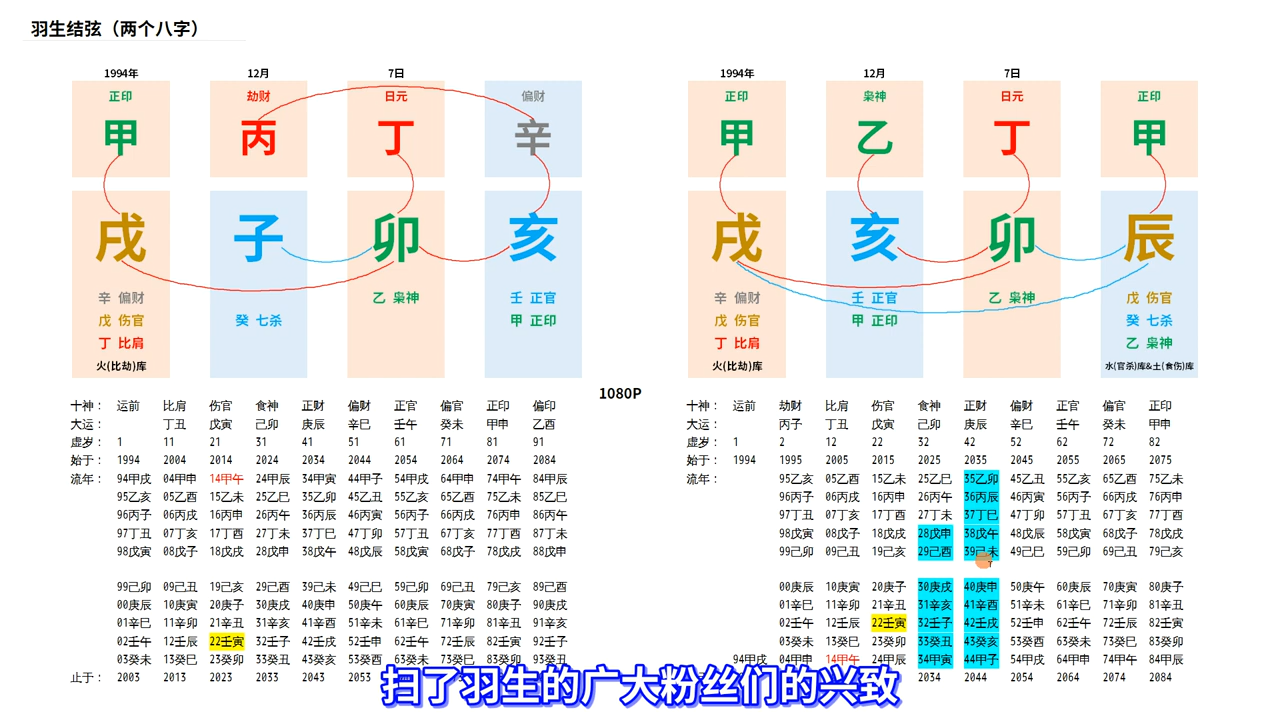 羽生结弦（两个八字）
1994年 12月 7日
正印 劫财 日元 偏财
甲 丙 丁 辛
戌 子 卯 亥
辛 偏财 乙 枭神 壬 正官
戊 伤官 癸 七杀 甲 正印
丁 比肩
火(比劫)库
1994年 12月 7日
正印 枭神 日元 正印
甲 乙 丁 甲
戌 亥 卯 辰
辛 偏财 壬 正官 乙 枭神 戊 伤官
戊 伤官 甲 正印 癸 七杀
丁 比肩 乙 枭神
火(比劫)库 水(官杀)库&土(食伤)库
1080P
十神： 运前 比肩 伤官 食神 正财 偏财 正官 偏官 正印 偏印
大运： 丁丑 戊寅 己卯 庚辰 辛巳 壬午 癸未 甲申 乙酉
虚岁： 1 11 21 31 41 51 61 71 81 91
始于： 1994 2004 2014 2024 2034 2044 2054 2064 2074 2084
流年： 94甲戌 04甲申 14甲午 24甲辰 34甲寅 44甲子 54甲戌 64甲申 74甲午 84甲辰
95乙亥 05乙酉 15乙未 25乙巳 35乙卯 45乙丑 55乙亥 65乙酉 75乙未 85乙巳
96丙子 06丙戌 16丙申 26丙午 36丙辰 46丙寅 56丙子 66丙戌 76丙申 86丙午
97丁丑 07丁亥 17丁酉 27丁未 37丁巳 47丁卯 57丁丑 67丁亥 77丁酉 87丁未
98戊寅 08戊子 18戊戌 28戊申 38戊午 48戊辰 58戊寅 68戊子 78戊戌 88戊申
99己卯 09己丑 19己亥 29己酉 39己未 49己巳 59己卯 69己丑 79己亥 89己酉
00庚辰 10庚寅 20庚子 30庚戌 40庚申 50庚午 60庚辰 70庚寅 80庚子 90庚戌
01辛巳 11辛卯 21辛丑 31辛亥 41辛酉 51辛未 61辛巳 71辛卯 81辛丑 91辛亥
02壬午 12壬辰 22壬寅 32壬子 42壬戌 52壬申 62壬午 72壬辰 82壬寅 92壬子
03癸未 13癸巳 23癸卯 33癸丑 43癸亥 53癸酉 63癸未 73癸巳 83癸卯 93癸丑
止于： 2003 2013 2023 2033 2043
十神： 运前 劫财 比肩 伤官 食神 正财 偏财 正官 偏官 正印
大运： 丙子 丁丑 戊寅 己卯 庚辰 辛巳 壬午 癸未 甲申
虚岁： 1 2 12 22 32 42 52 62 72 82
始于： 1994 1995 2005 2015 2025 2035 2045 2055 2065 2075
流年： 95乙亥 05乙酉 15乙未 25乙巳 35乙卯 45乙丑 55乙亥 65乙酉 75乙未
96丙子 06丙戌 16丙申 26丙午 36丙辰 46丙寅 56丙子 66丙戌 76丙申
97丁丑 07丁亥 17丁酉 27丁未 37丁巳 47丁卯 57丁丑 67丁亥 77丁酉
98戊寅 08戊子 18戊戌 28戊申 38戊午 48戊辰 58戊寅 68戊子 78戊戌
99己卯 09己丑 19己亥 29己酉 39己未 49己巳 59己卯 69己丑 79己亥
00庚辰 10庚寅 20庚子 30庚戌 40庚申 50庚午 60庚辰 70庚寅 80庚子
01辛巳 11辛卯 21辛丑 31辛亥 41辛酉 51辛未 61辛巳 71辛卯 81辛丑
02壬午 12壬辰 22壬寅 32壬子 42壬戌 52壬申 62壬午 72壬辰 82壬寅
03癸未 13癸巳 23癸卯 33癸丑 43癸亥 53癸酉 63癸未 73癸巳 83癸卯
94甲戌 04甲申 14甲午 24甲辰 34甲寅 44甲子 54甲戌 64甲申 74甲午 84甲辰
2034 2044 2054 2064 2074 2084
扫了羽生的广大粉丝们的兴致